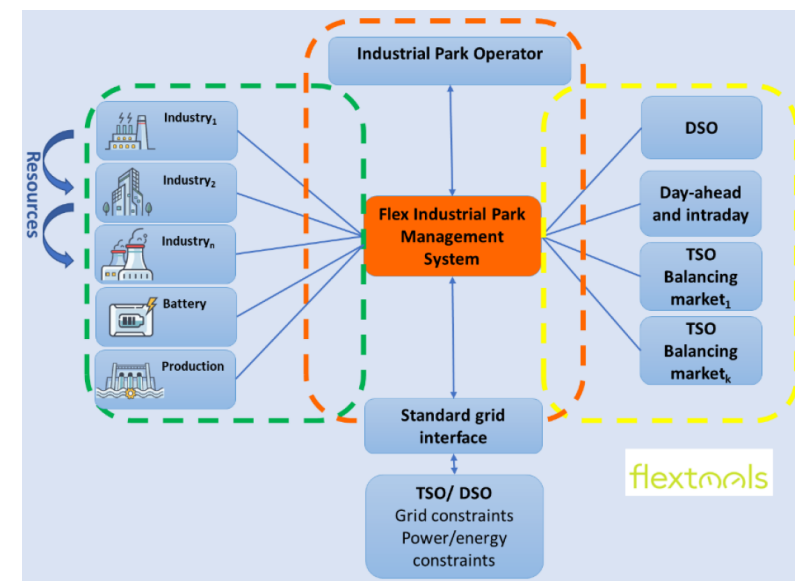 Industrial Park Operator
Resources
Industry1
Industry2
Industryn
Battery
Production
Flex Industrial Park
Management
System
DSO
Day-ahead
and intraday
TSO
Balancing
market1
TSO
Balancing
marketk
Standard grid
interface
TSO/ DSO
Grid constraints
Power/energy
constraints
flextools